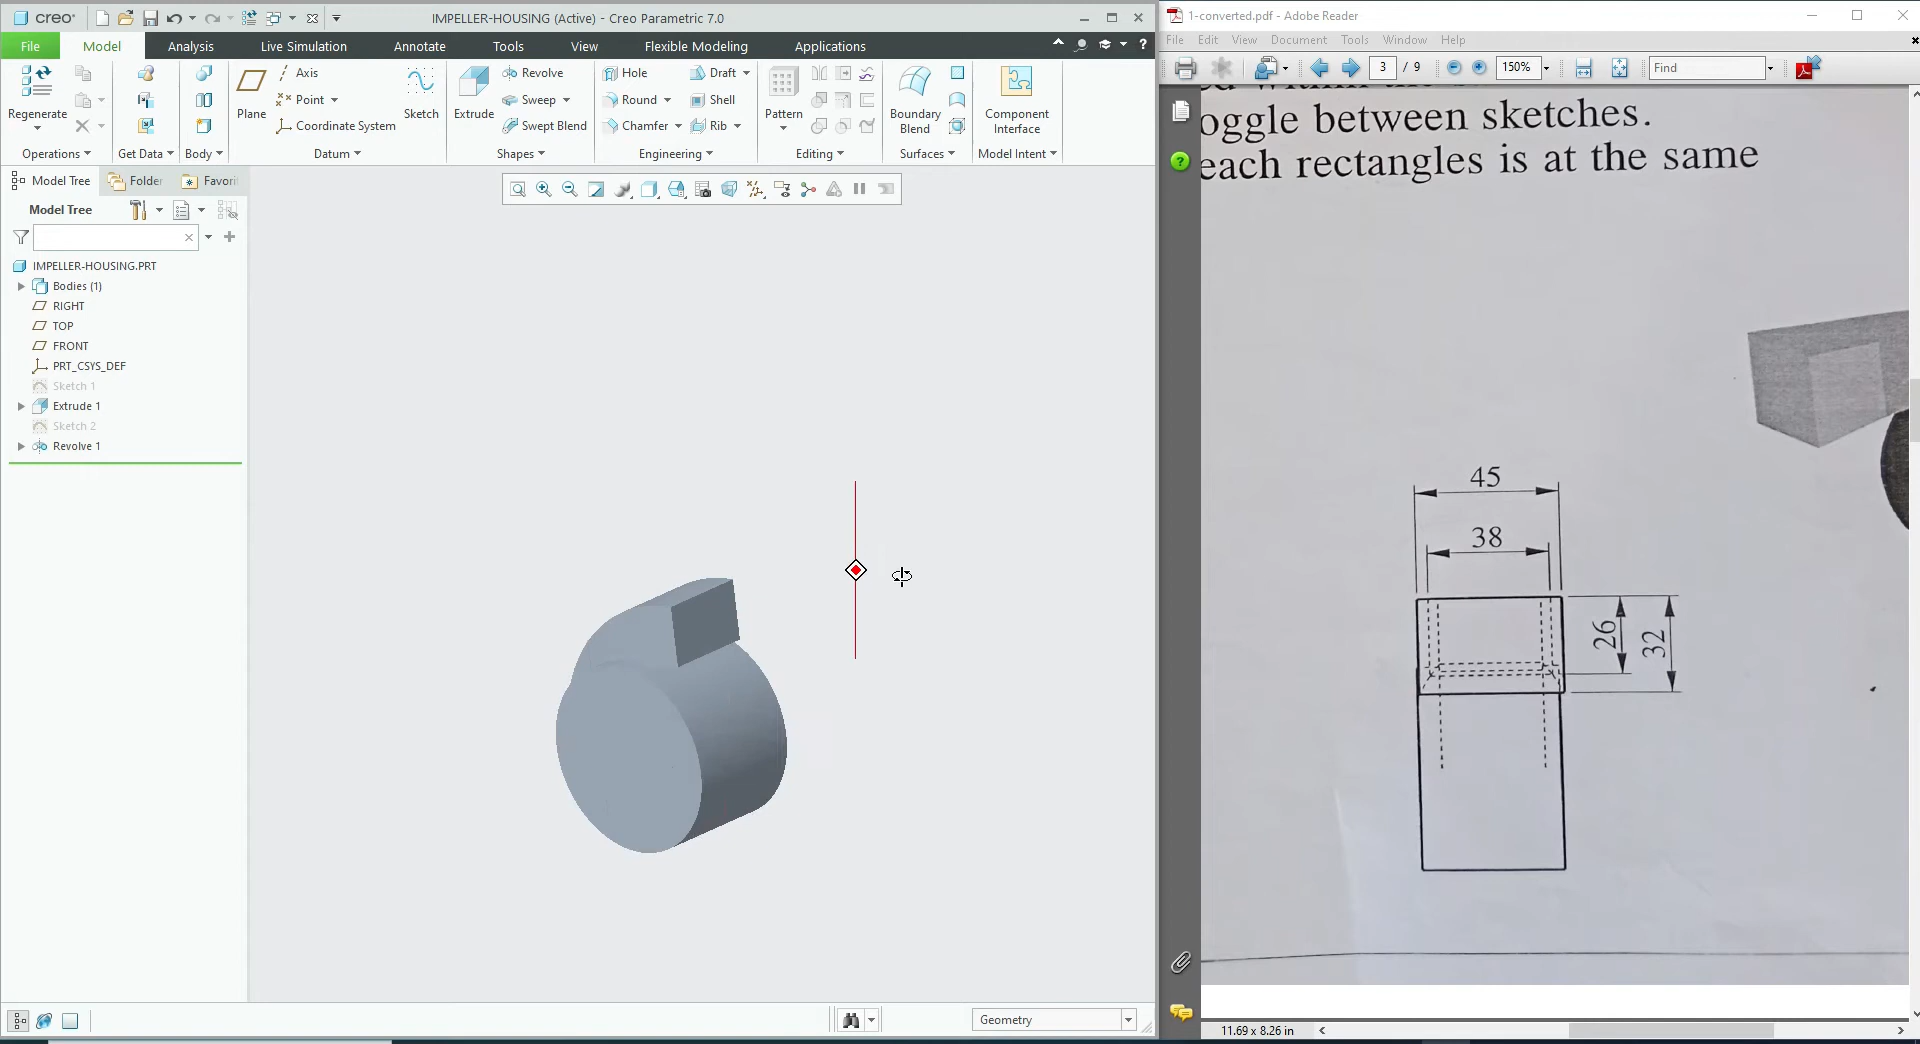 creo
IMPELLER-HOUSING (Active) - Creo Parametric 7.0
File
Model
Analysis
Live Simulation
Annotate
Tools
View
Flexible Modeling
Applications
Regenerate
Operations
Get Data
Body
Plane
Axis
Point
Coordinate System
Sketch
Datum
Extrude
Revolve
Sweep
Swept Blend
Shapes
Hole
Round
Chamfer
Draft
Shell
Rib
Engineering
Pattern
Editing
Boundary
Blend
Surfaces
Component
Interface
Model Intent
Model Tree
Folder
Favori
Model Tree
IMPELLER-HOUSING.PRT
Bodies (1)
RIGHT
TOP
FRONT
PRT_CSYS_DEF
Sketch 1
Extrude 1
Sketch 2
Revolve 1
Geometry
1-converted.pdf - Adobe Reader
File Edit View Document Tools Window Help
3 / 9
150%
Find
oggle between sketches.
each rectangles is at the same
45
38
26
32
11.69 x 8.26 in